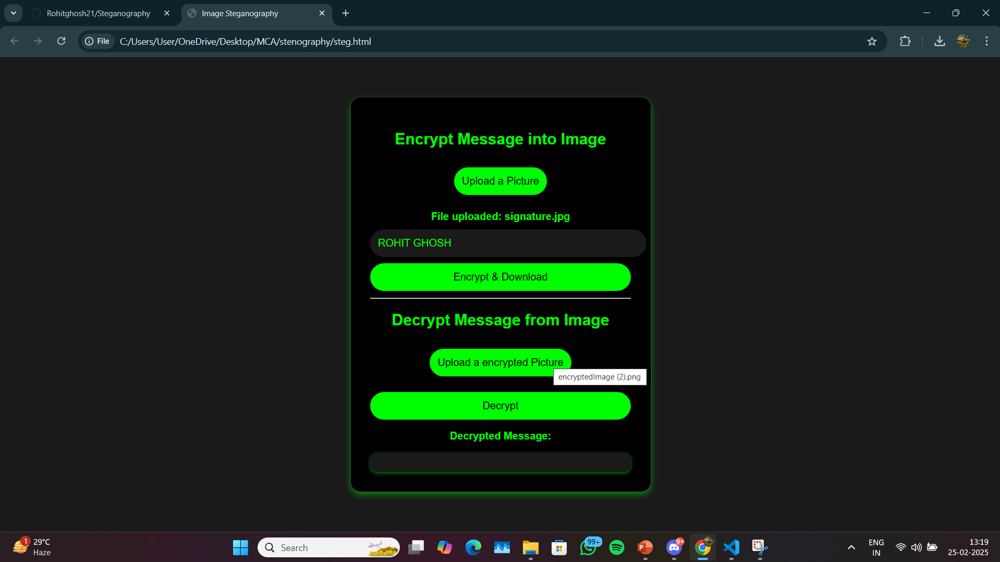 Rohitghosh21/Steganography
Image Steganography
File
C:/Users/User/OneDrive/Desktop/MCA/stenography/steg.html
Encrypt Message into Image
Upload a Picture
File uploaded: signature.jpg
ROHIT GHOSH
Encrypt & Download
Decrypt Message from Image
Upload a encrypted Picture
encryptedImage (2).png
Decrypt
Decrypted Message:
1
29°C
Haze
Search
99+
P
9+
ENG
IN
13:19
25-02-2025